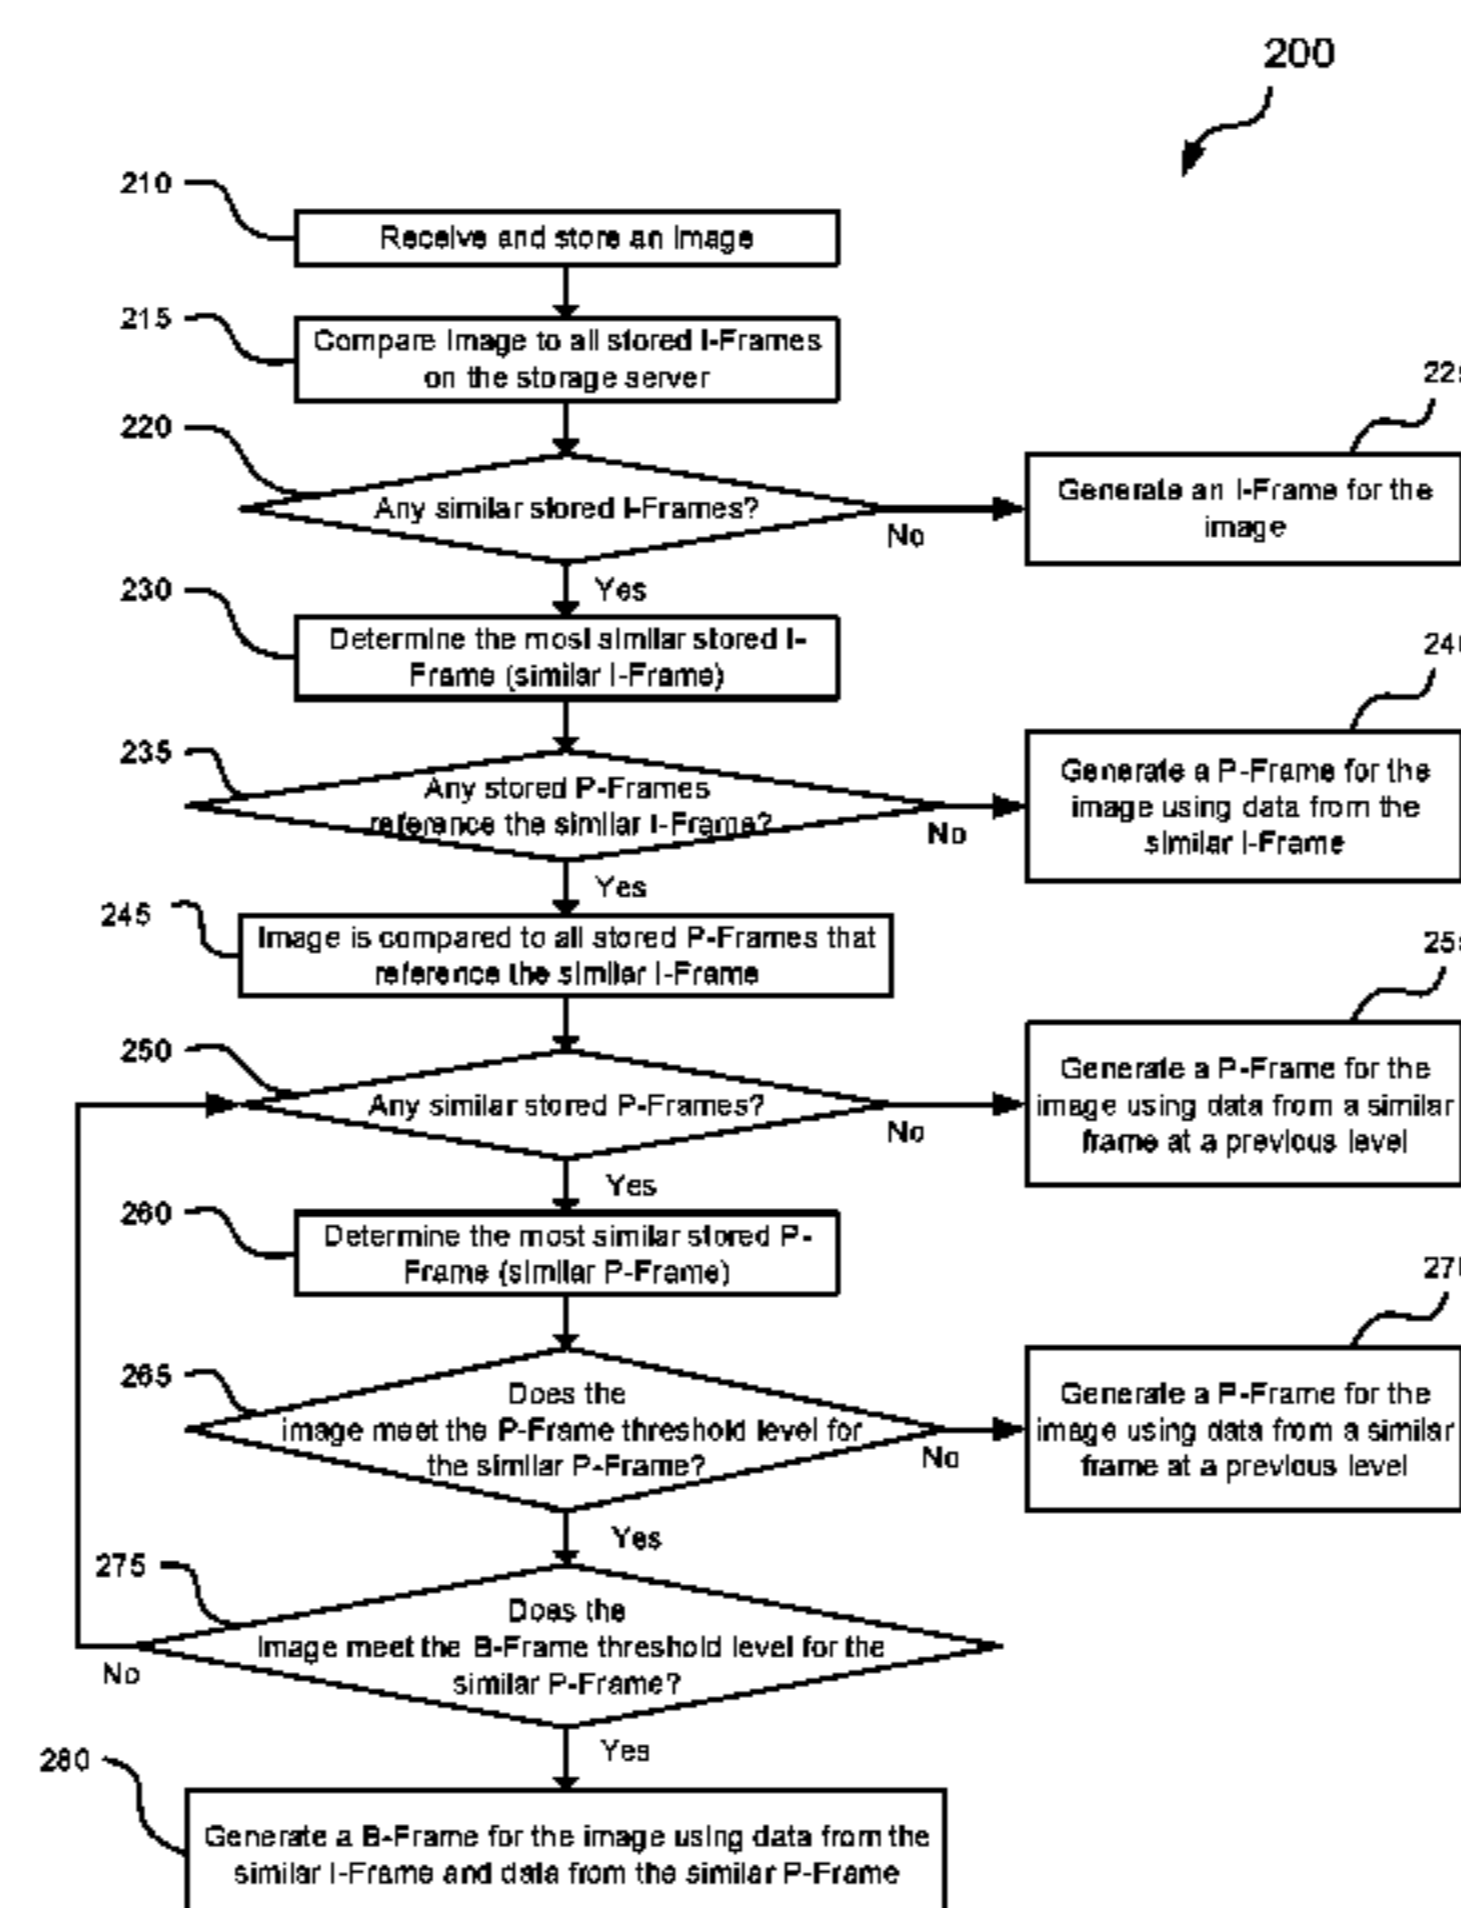 200
210
Receive and store an image
215
Compare image to all stored I-Frames
on the storage server
220
Any similar stored I-Frames?
No
Generate an I-Frame for the
image
Yes
230
Determine the most similar stored I-
Frame (similar I-Frame)
235
Any stored P-Frames
reference the similar I-Frame?
No
Generate a P-Frame for the
image using data from the
similar I-Frame
Yes
245
Image is compared to all stored P-Frames that
reference the similar I-Frame
250
Any similar stored P-Frames?
No
Generate a P-Frame for the
image using data from a similar
frame at a previous level
Yes
260
Determine the most similar stored P-
Frame (similar P-Frame)
265
Does the
image meet the P-Frame threshold level for
the similar P-Frame?
No
Generate a P-Frame for the
image using data from a similar
frame at a previous level
Yes
275
Does the
image meet the B-Frame threshold level for the
similar P-Frame?
No
Yes
280
Generate a B-Frame for the image using data from the
similar I-Frame and data from the similar P-Frame